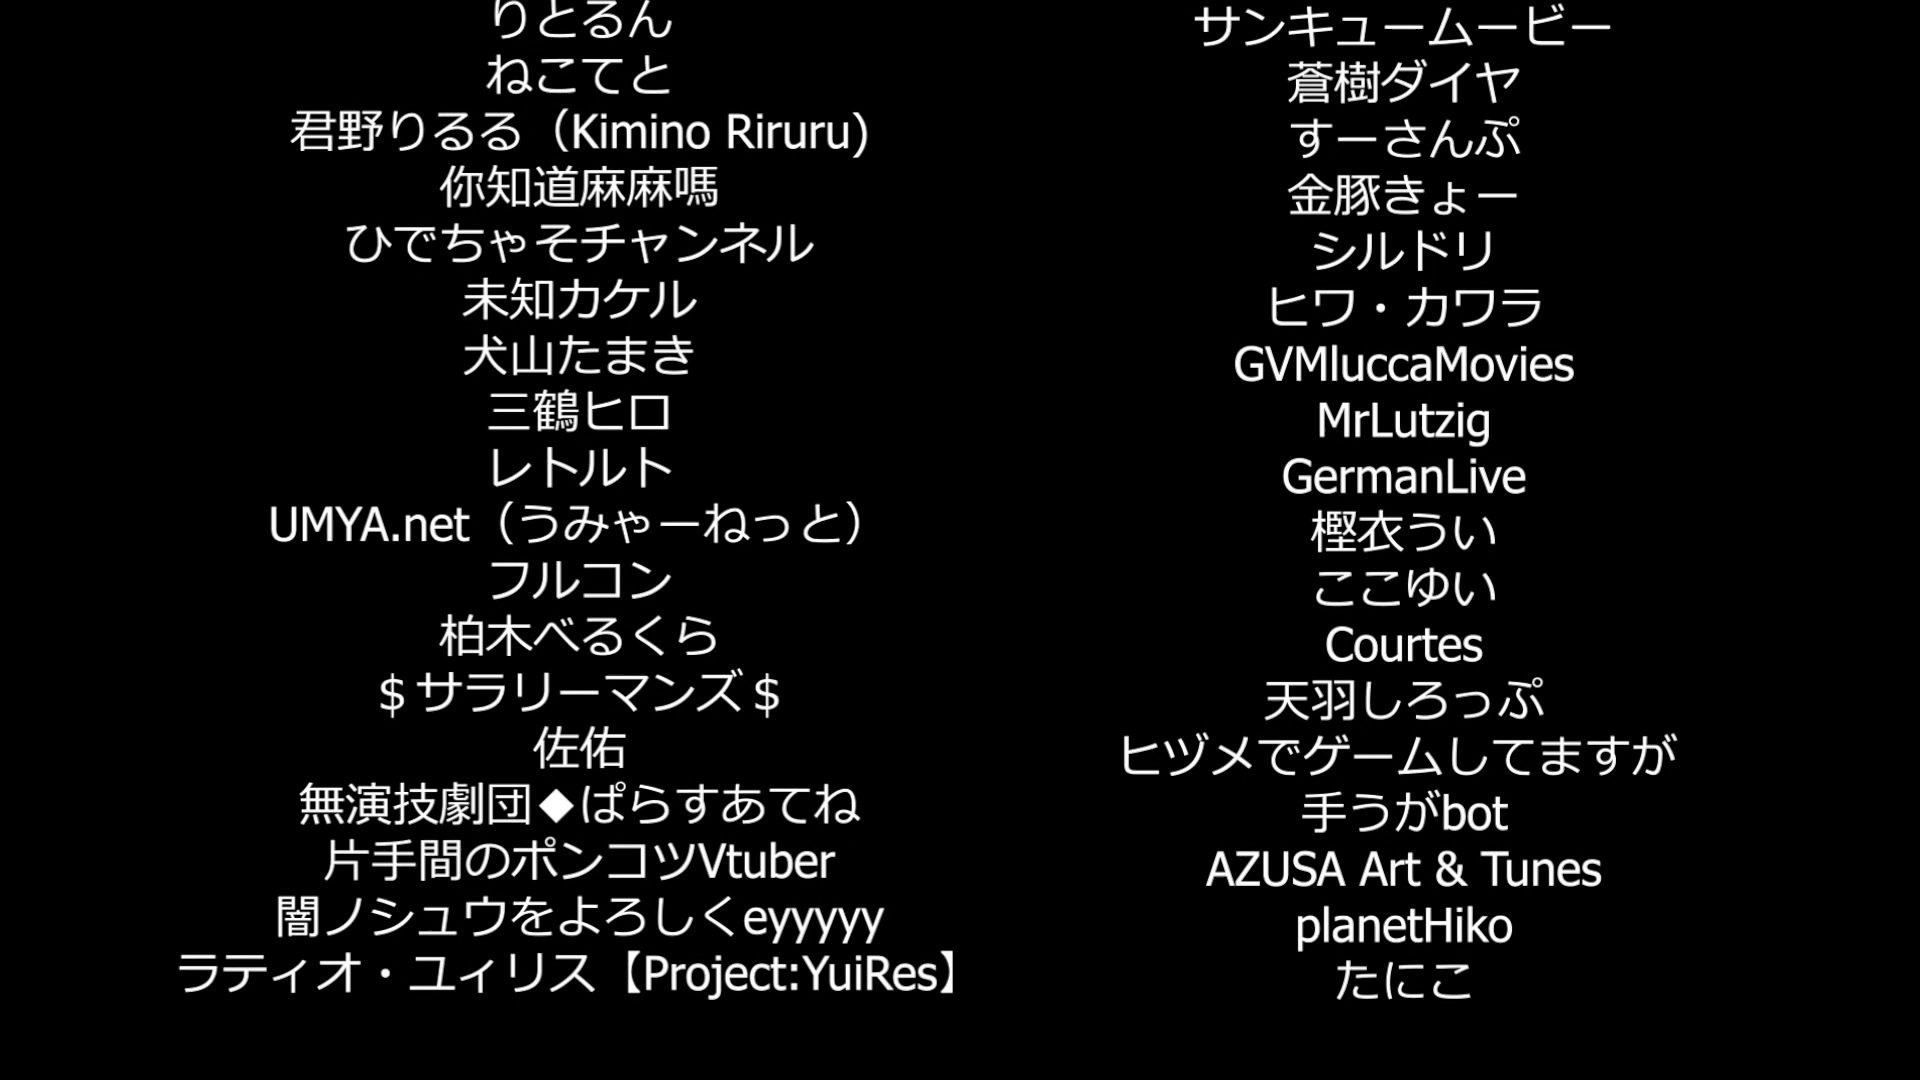 りとるん
ねこてと
君野りるる（Kimino Riruru)
你知道麻麻嗎
ひでちゃそチャンネル
未知カケル
犬山たまき
三鶴ヒロ
レトルト
UMYA.net（うみゃーねっと）
フルコン
柏木べるくら
＄サラリーマンズ＄
佐佑
無演技劇団◆ぱらすあてね
片手間のポンコツVtuber
闇ノシュウをよろしくeyyyyy
ラティオ・ユィリス【Project:YuiRes】
サンキュームービー
蒼樹ダイヤ
すーさんぷ
金豚きょー
シルドリ
ヒワ・カワラ
GVMluccaMovies
MrLutzig
GermanLive
樫衣うい
ここゆい
Courtes
天羽しろっぷ
ヒヅメでゲームしてますが
手うがbot
AZUSA Art & Tunes
planetHiko
たにこ